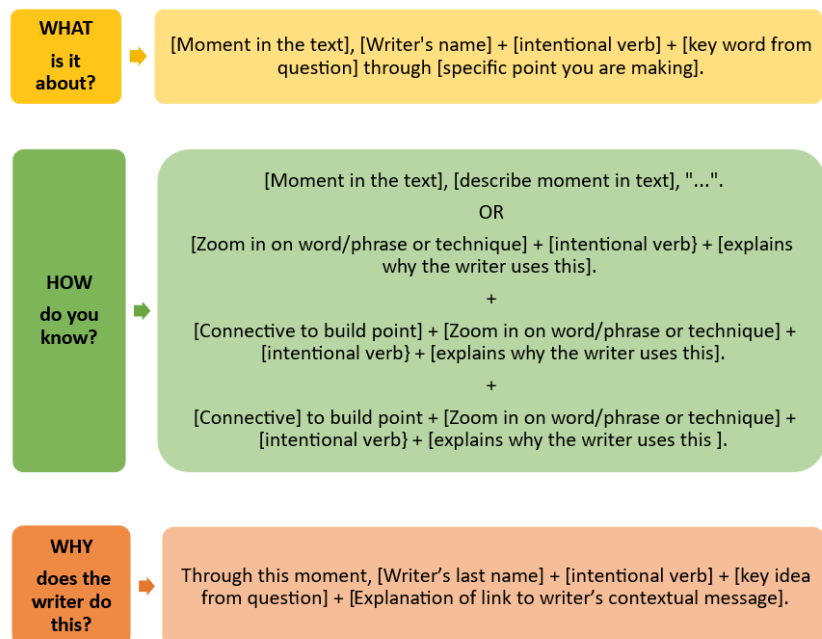 WHAT
is it
about?
[Moment in the text], [Writer's name] + [intentional verb] + [key word from
question] through [specific point you are making].
HOW
do you
know?
[Moment in the text], [describe moment in text], "...".
OR
[Zoom in on word/phrase or technique] + [intentional verb} + [explains
why the writer uses this].
+
[Connective to build point] + [Zoom in on word/phrase or technique] +
[intentional verb} + [explains why the writer uses this].
+
[Connective] to build point + [Zoom in on word/phrase or technique] +
[intentional verb} + [explains why the writer uses this ].
WHY
does the
writer do
this?
Through this moment, [Writer’s last name] + [intentional verb] + [key idea
from question] + [Explanation of link to writer’s contextual message].